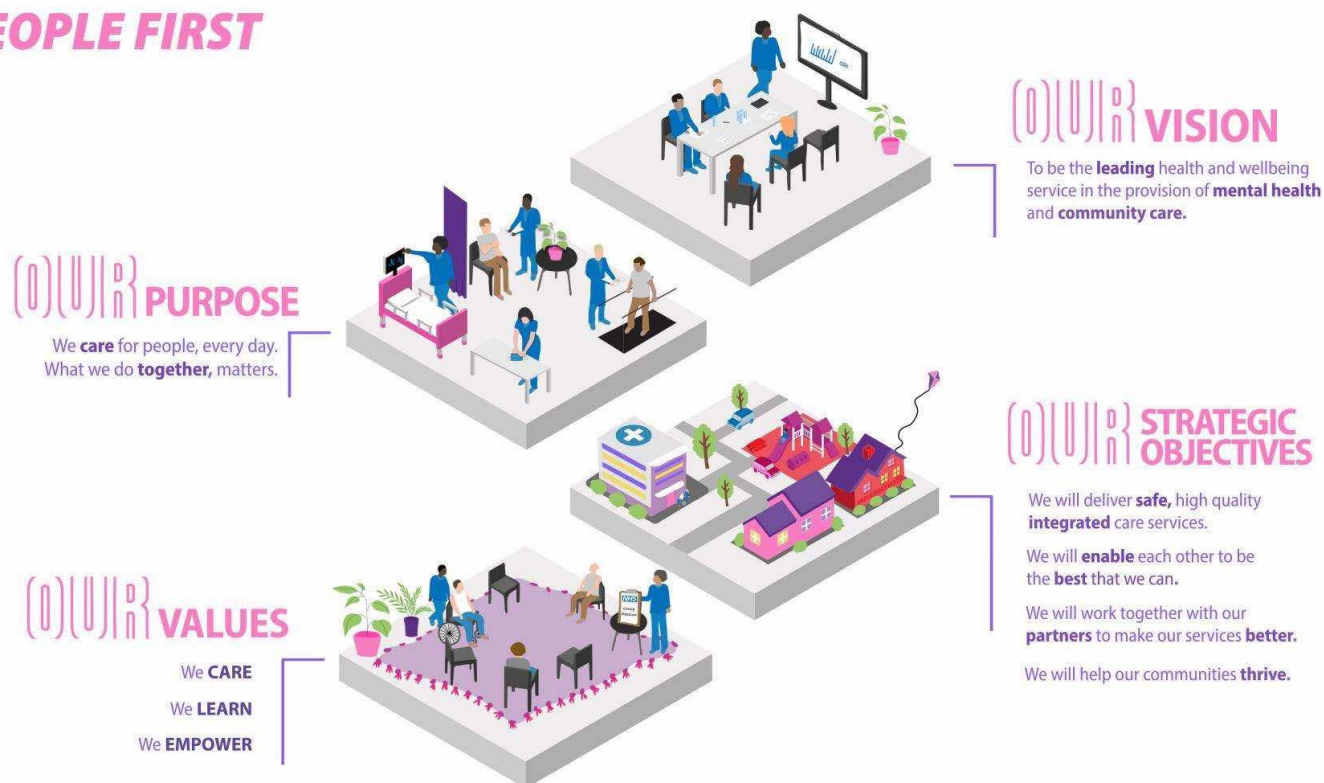 EOPLE FIRST
OUR VISION
To be the leading health and wellbeing
service in the provision of mental health
and community care.
OUR PURPOSE
We care for people, every day.
What we do together, matters.
OUR STRATEGIC
OBJECTIVES
We will deliver safe, high quality
integrated care services.
We will enable each other to be
the best that we can.
We will work together with our
partners to make our services better.
We will help our communities thrive.
OUR VALUES
We CARE
We LEARN
We EMPOWER
NHS